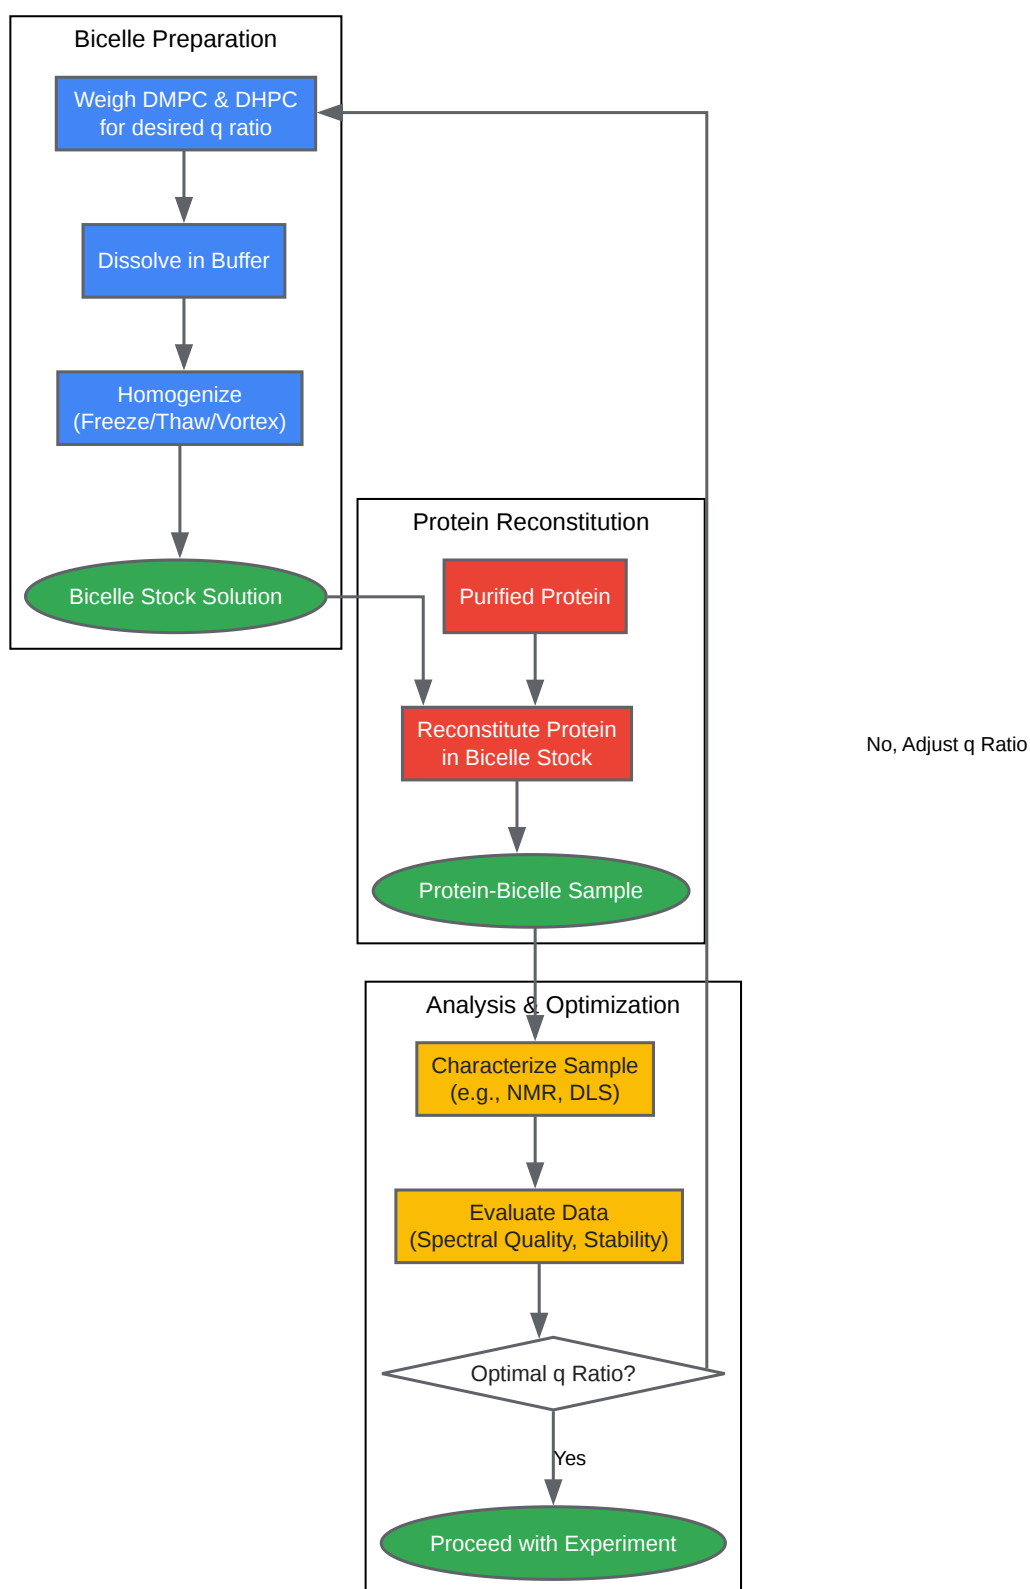 Bicelle Preparation
Weigh DMPC & DHPC
for desired q ratio
Dissolve in Buffer
Homogenize
(Freeze/Thaw/Vortex)
Bicelle Stock Solution
Protein Reconstitution
Purified Protein
Reconstitute Protein
in Bicelle Stock
No, Adjust q Ratio
Protein-Bicelle Sample
Analysis & Optimization
Characterize Sample
(e.g., NMR, DLS)
Evaluate Data
(Spectral Quality, Stability)
Optimal q Ratio?
Yes
Proceed with Experiment